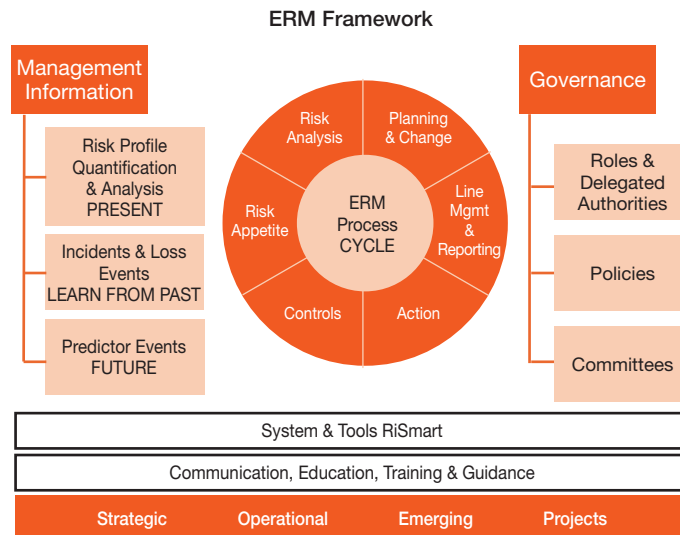 ERM Framework
Management
Information
Risk Profile
Quantification
& Analysis
PRESENT
Incidents & Loss
Events
LEARN FROM PAST
Predictor Events
FUTURE
Risk
Analysis
Planning
& Change
Risk
Appetite
ERM
Process
CYCLE
Line
Mgmt
&
Reporting
Controls
Action
Governance
Roles &
Delegated
Authorities
Policies
Committees
System & Tools RiSmart
Communication, Education, Training & Guidance
Strategic Operational Emerging Projects